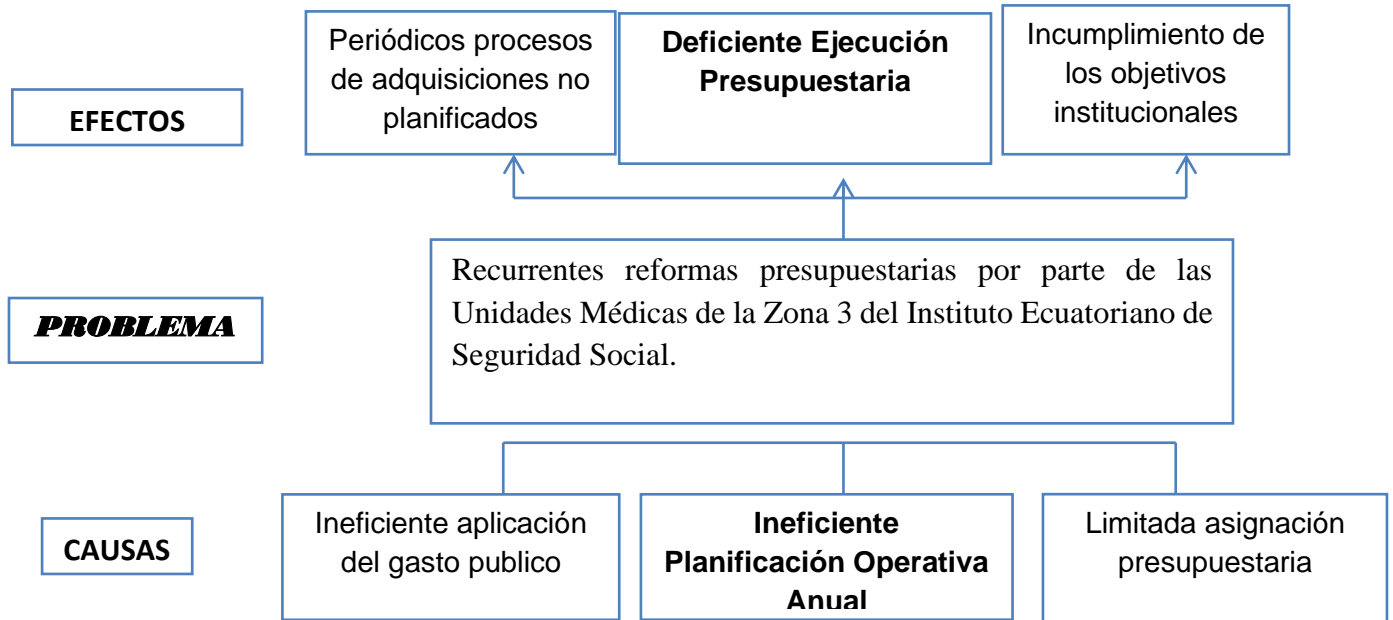 Periódicos procesos
de adquisiciones no
planificados
Deficiente Ejecución
Presupuestaria
Incumplimiento de
los objetivos
institucionales
EFECTOS
Recurrentes reformas presupuestarias por parte de las
Unidades Médicas de la Zona 3 del Instituto Ecuatoriano de
Seguridad Social.
PROBLEMA
Ineficiente aplicación
del gasto publico
Ineficiente
Planificación Operativa
Anual
Limitada asignación
presupuestaria
CAUSAS